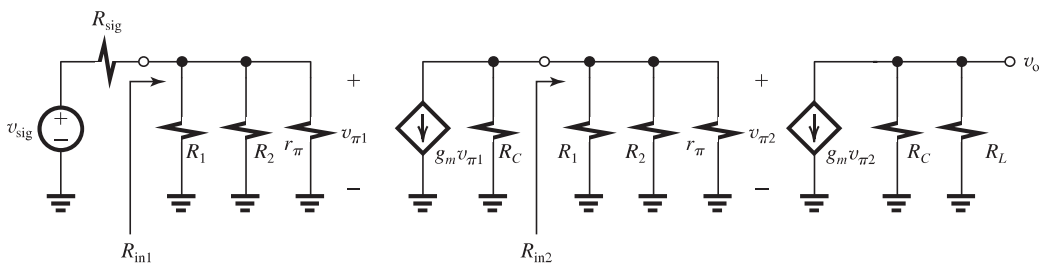 R_sig
v_sig
+
−
R_in1
R_1
R_2
r_π
+
v_π1
−
g_m v_π1
R_C
R_in2
R_1
R_2
r_π
+
v_π2
−
g_m v_π2
R_C
R_L
v_o